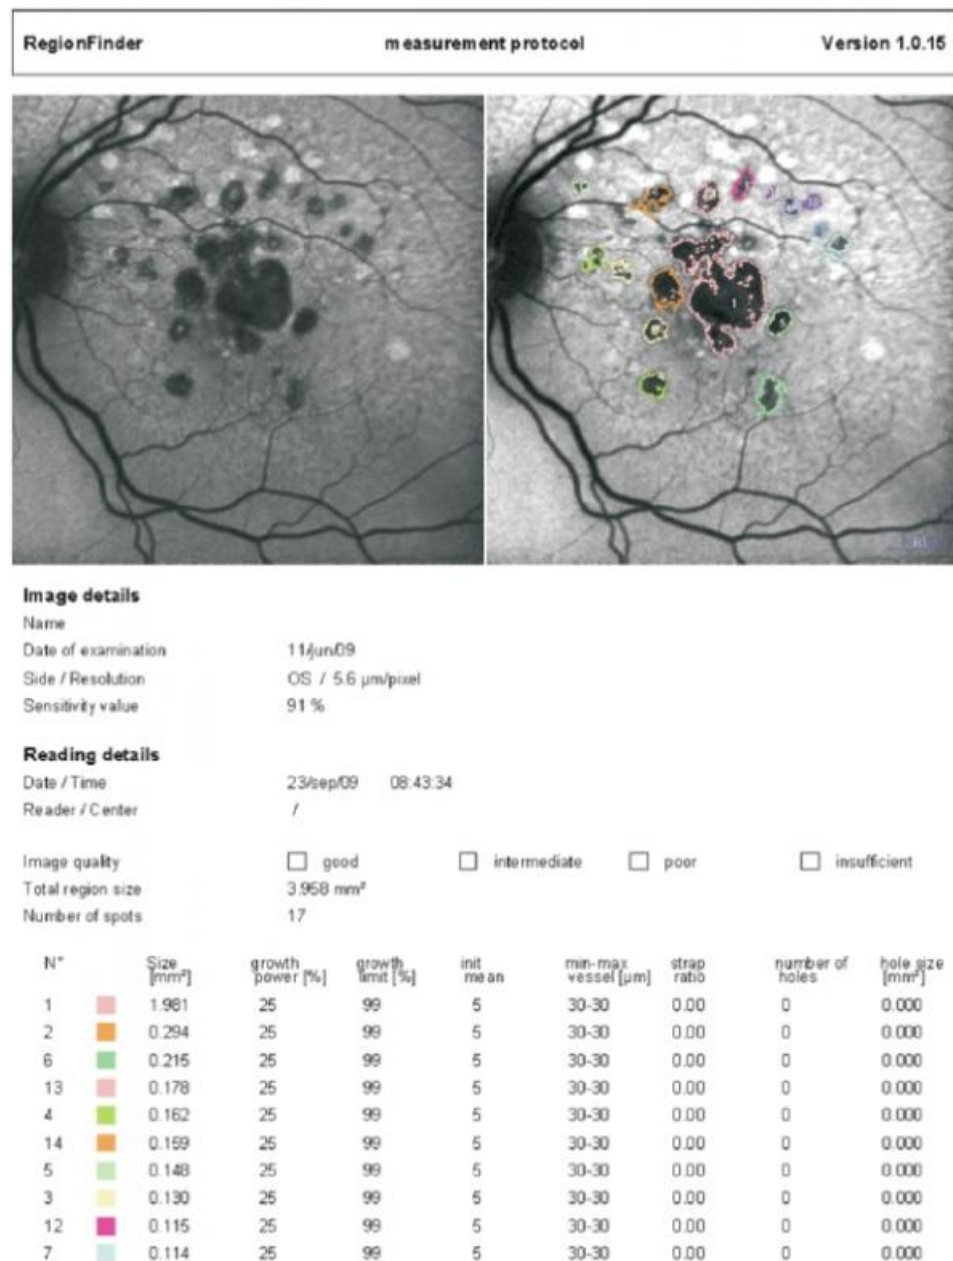 RegionFinder measurement protocol Version 1.0.15
Image details
Name
Date of examination 11/jun/09
Side / Resolution OS / 5.6 µm/pixel
Sensitivity value 91 %
Reading details
Date / Time 23/sep/09 08:43:34
Reader / Center /
Image quality good intermediate poor insufficient
Total region size 3.958 mm²
Number of spots 17
N° Size [mm²] growth power [%] growth limit [%] init mean min-max vessel [µm] strap ratio number of holes hole size [mm²]
1 1.981 25 99 5 30-30 0.00 0 0.000
2 0.294 25 99 5 30-30 0.00 0 0.000
6 0.215 25 99 5 30-30 0.00 0 0.000
13 0.178 25 99 5 30-30 0.00 0 0.000
4 0.162 25 99 5 30-30 0.00 0 0.000
14 0.159 25 99 5 30-30 0.00 0 0.000
5 0.148 25 99 5 30-30 0.00 0 0.000
3 0.130 25 99 5 30-30 0.00 0 0.000
12 0.115 25 99 5 30-30 0.00 0 0.000
7 0.114 25 99 5 30-30 0.00 0 0.000